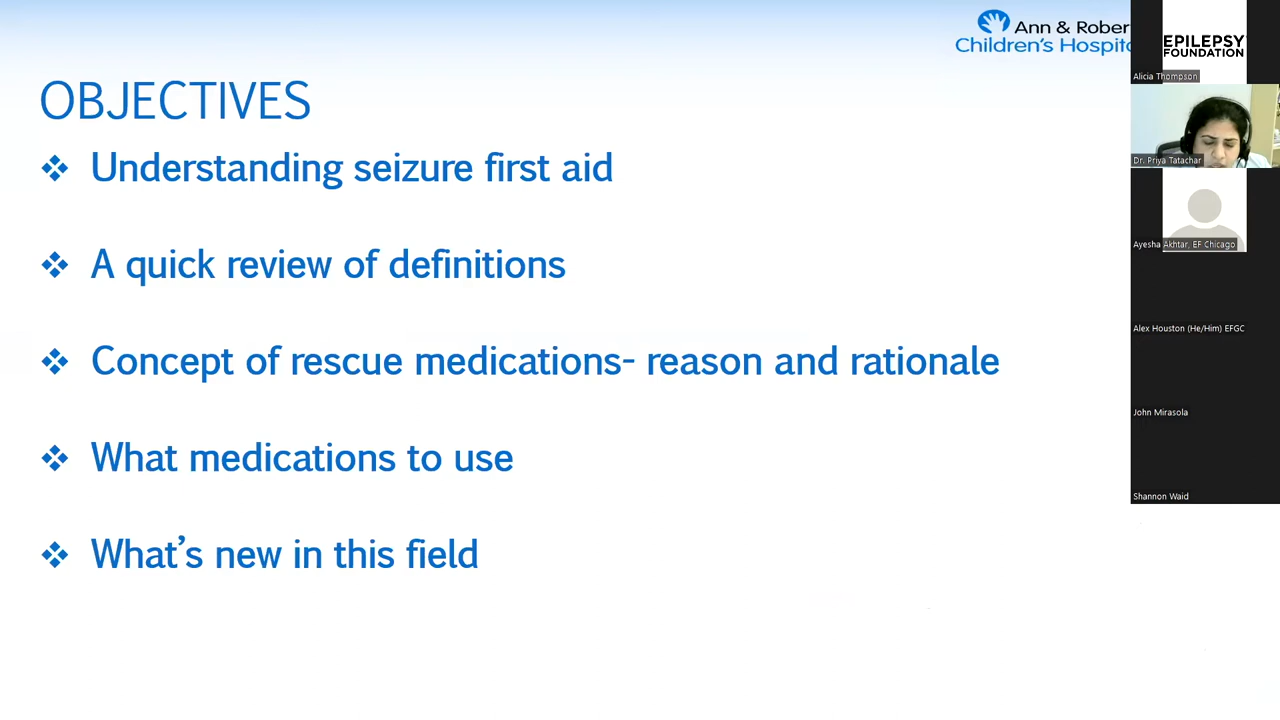 Ann & Rober
Children's Hospita
OBJECTIVES
❖ Understanding seizure first aid
❖ A quick review of definitions
❖ Concept of rescue medications- reason and rationale
❖ What medications to use
❖ What's new in this field
EPILEPSY
FOUNDATION
Alicia Thompson
Dr. Priya Tatachar
Ayesha Akhtar, EF Chicago
Alex Houston (He/Him) EFGC
John Mirasola
Shannon Waid